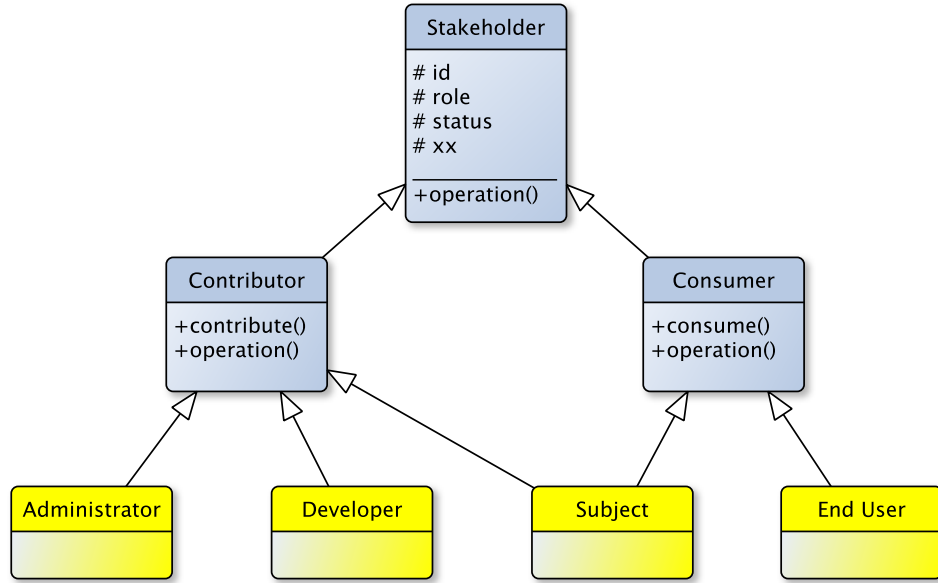 Stakeholder
# id
# role
# status
# xx
+operation()
Contributor
+contribute()
+operation()
Consumer
+consume()
+operation()
Administrator
Developer
Subject
End User